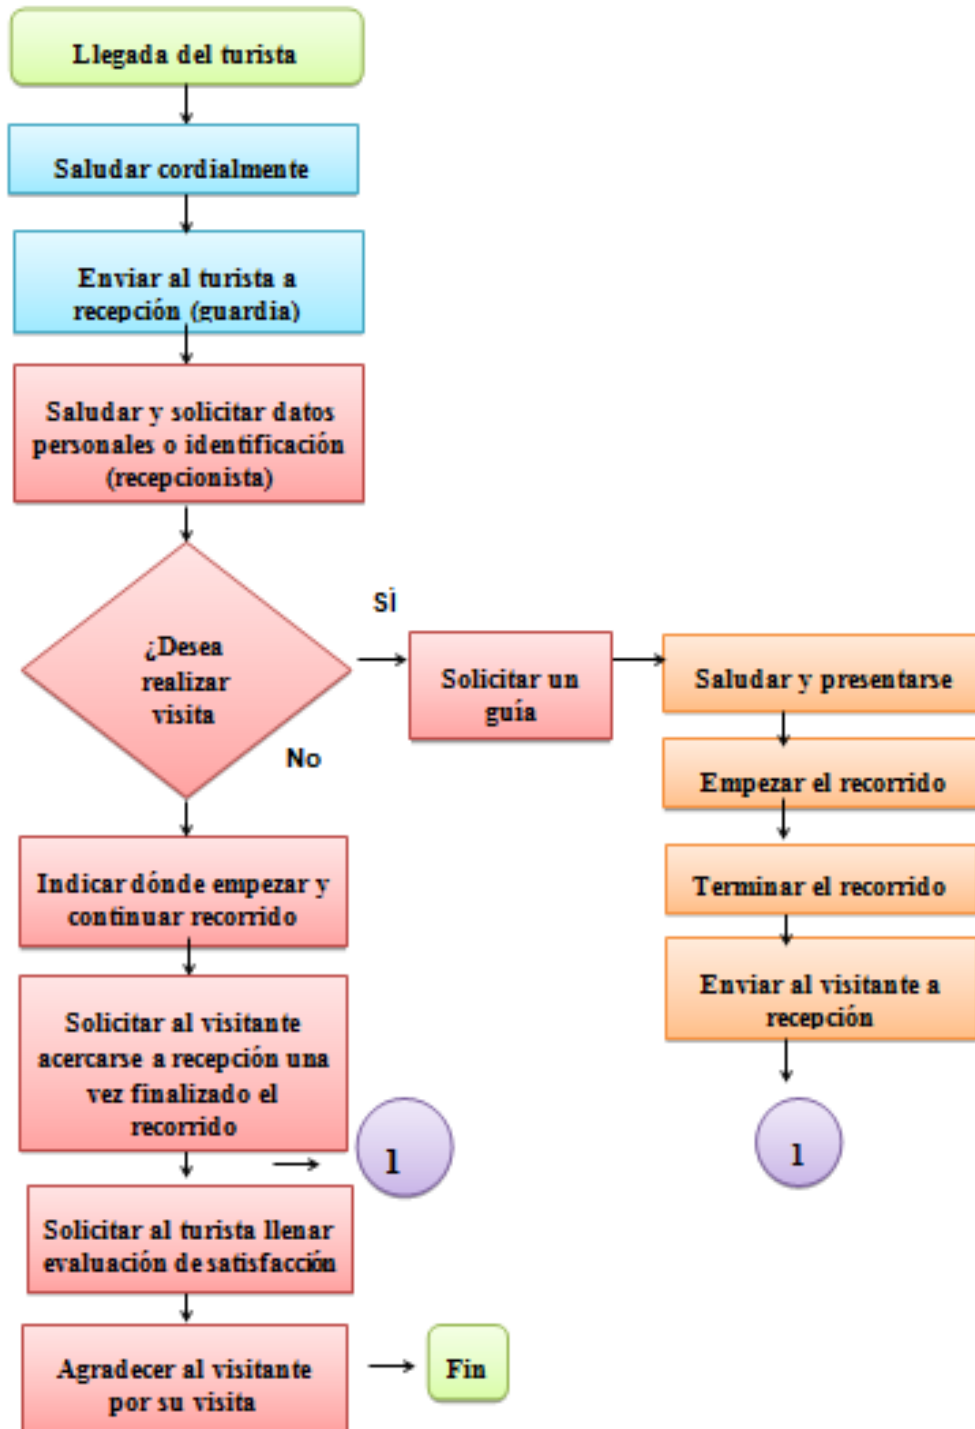 Llegada del turista
Saludar cordialmente
Enviar al turista a
recepción (guardia)
Saludar y solicitar datos
personales o identificación
(recepcionista)
¿Desea
realizar
visita
SÌ
No
Solicitar un
guía
Saludar y presentarse
Empezar el recorrido
Terminar el recorrido
Enviar al visitante a
recepción
1
Indicar dónde empezar y
continuar recorrido
Solicitar al visitante
acercarse a recepción una
vez finalizado el
recorrido
1
Solicitar al turista llenar
evaluación de satisfacción
Agradecer al visitante
por su visita
Fin